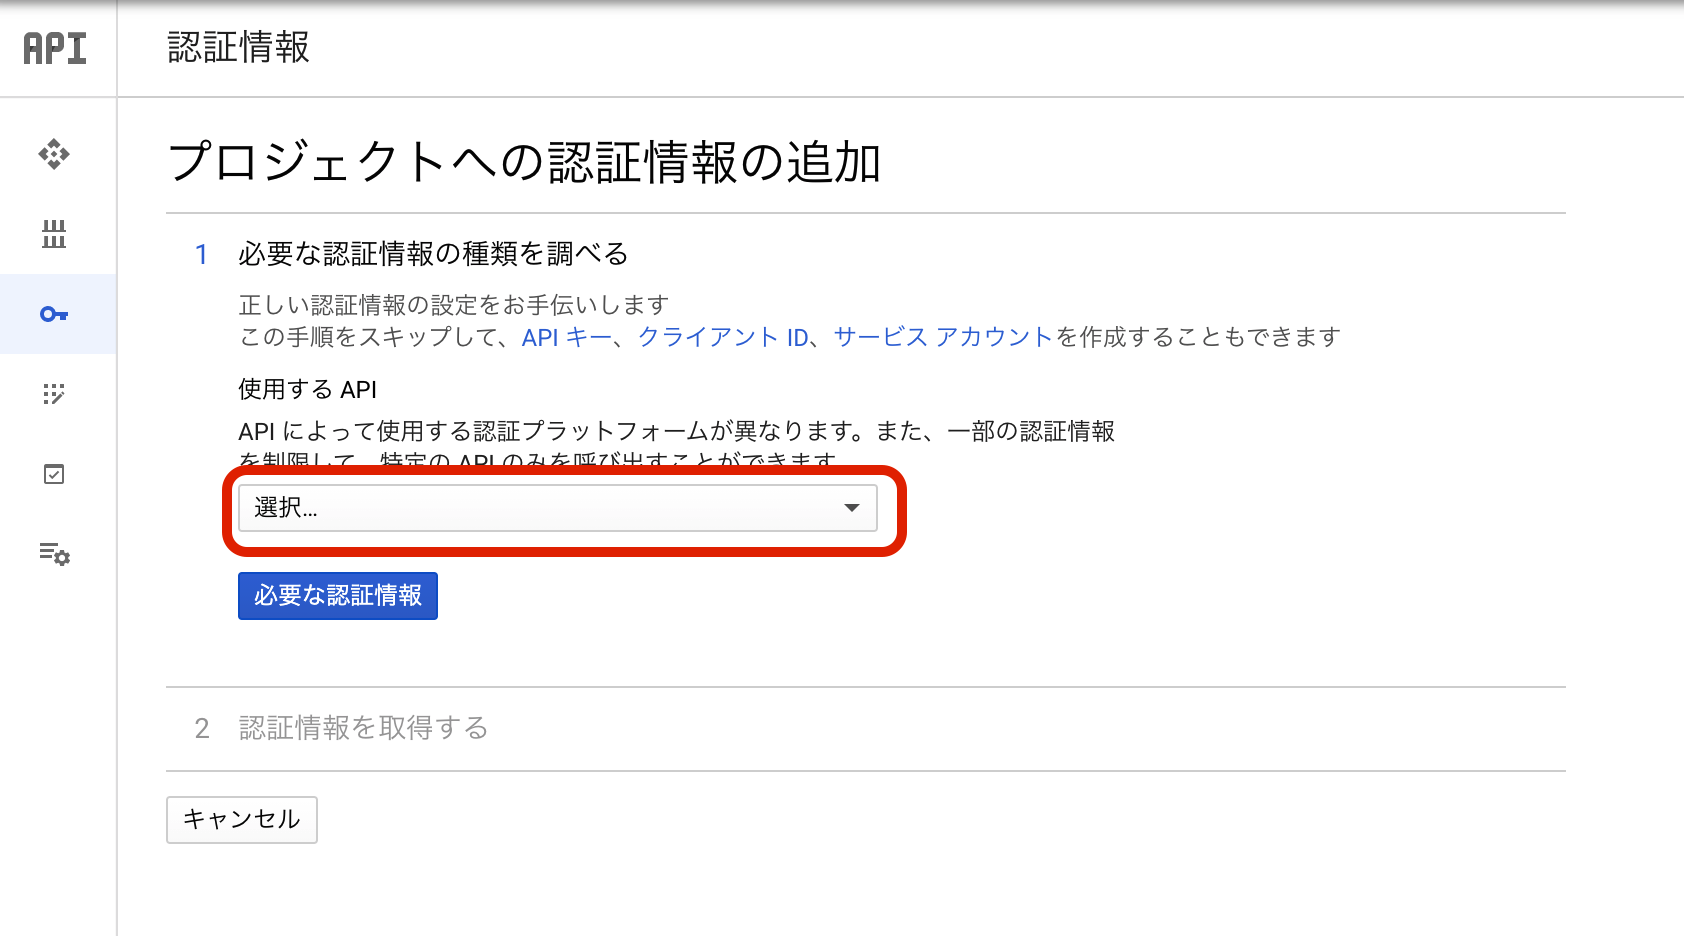 API
認証情報
プロジェクトへの認証情報の追加
1 必要な認証情報の種類を調べる
正しい認証情報の設定をお手伝いします
この手順をスキップして、API キー、クライアント ID、サービス アカウントを作成することもできます
使用する API
API によって使用する認証プラットフォームが異なります。また、一部の認証情報
を制限して、特定の API のみを呼び出すことができます。
選択...
必要な認証情報
2 認証情報を取得する
キャンセル